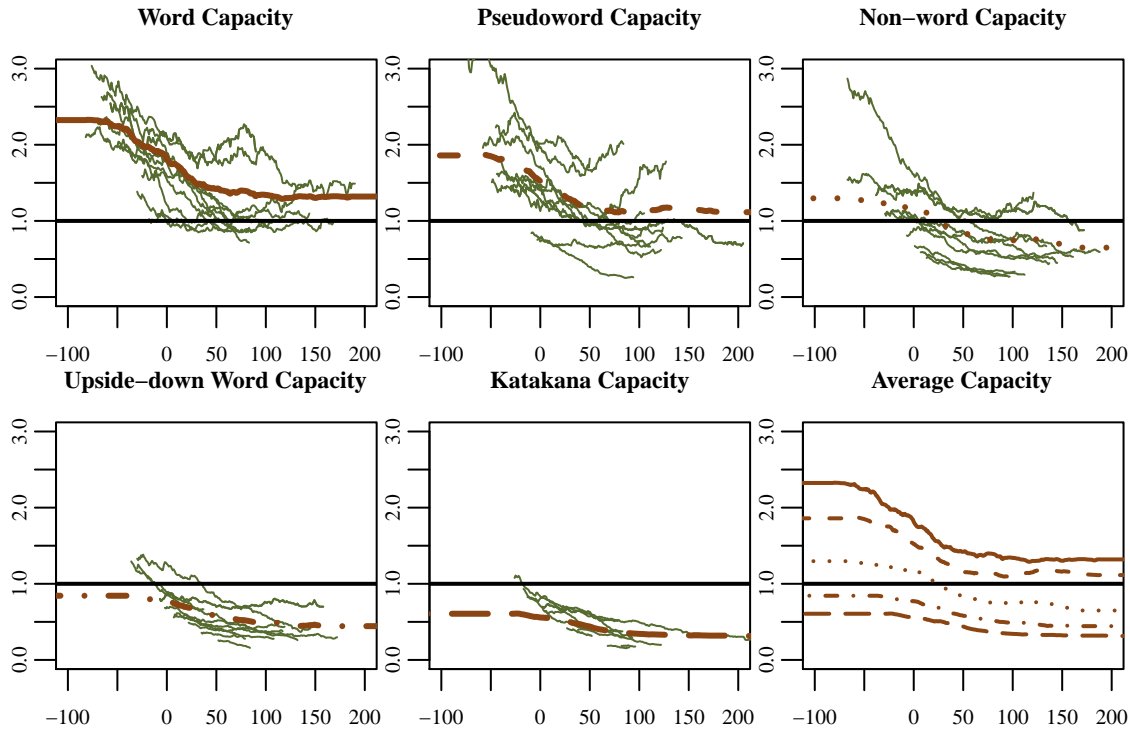 Word Capacity Pseudoword Capacity Non−word Capacity
3.0 3.0 3.0
2.0 2.0 2.0
1.0 1.0 1.0
0.0 0.0 0.0
−100 0 50 100 150 200 −100 0 50 100 150 200 −100 0 50 100 150 200
Upside−down Word Capacity Katakana Capacity Average Capacity
3.0 3.0 3.0
2.0 2.0 2.0
1.0 1.0 1.0
0.0 0.0 0.0
−100 0 50 100 150 200 −100 0 50 100 150 200 −100 0 50 100 150 200